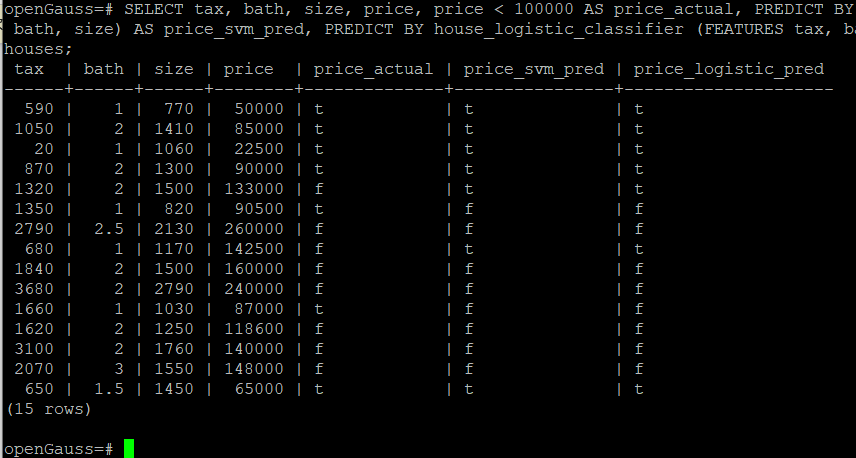 openGauss=# SELECT tax, bath, size, price, price < 100000 AS price_actual, PREDICT BY
 bath, size) AS price_svm_pred, PREDICT BY house_logistic_classifier (FEATURES tax, ba
houses;
 tax  | bath | size | price  | price_actual | price_svm_pred | price_logistic_pred
------+------+------+--------+--------------+----------------+---------------------
  590 |    1 |  770 |  50000 | t            | t              | t
 1050 |    2 | 1410 |  85000 | t            | t              | t
   20 |    1 | 1060 |  22500 | t            | t              | t
  870 |    2 | 1300 |  90000 | t            | t              | t
 1320 |    2 | 1500 | 133000 | f            | t              | t
 1350 |    1 |  820 |  90500 | t            | f              | f
 2790 |  2.5 | 2130 | 260000 | f            | f              | f
  680 |    1 | 1170 | 142500 | f            | t              | t
 1840 |    2 | 1500 | 160000 | f            | f              | f
 3680 |    2 | 2790 | 240000 | f            | f              | f
 1660 |    1 | 1030 |  87000 | t            | f              | f
 1620 |    2 | 1250 | 118600 | f            | f              | f
 3100 |    2 | 1760 | 140000 | f            | f              | f
 2070 |    3 | 1550 | 148000 | f            | f              | f
  650 |  1.5 | 1450 |  65000 | t            | t              | t
(15 rows)
openGauss=#